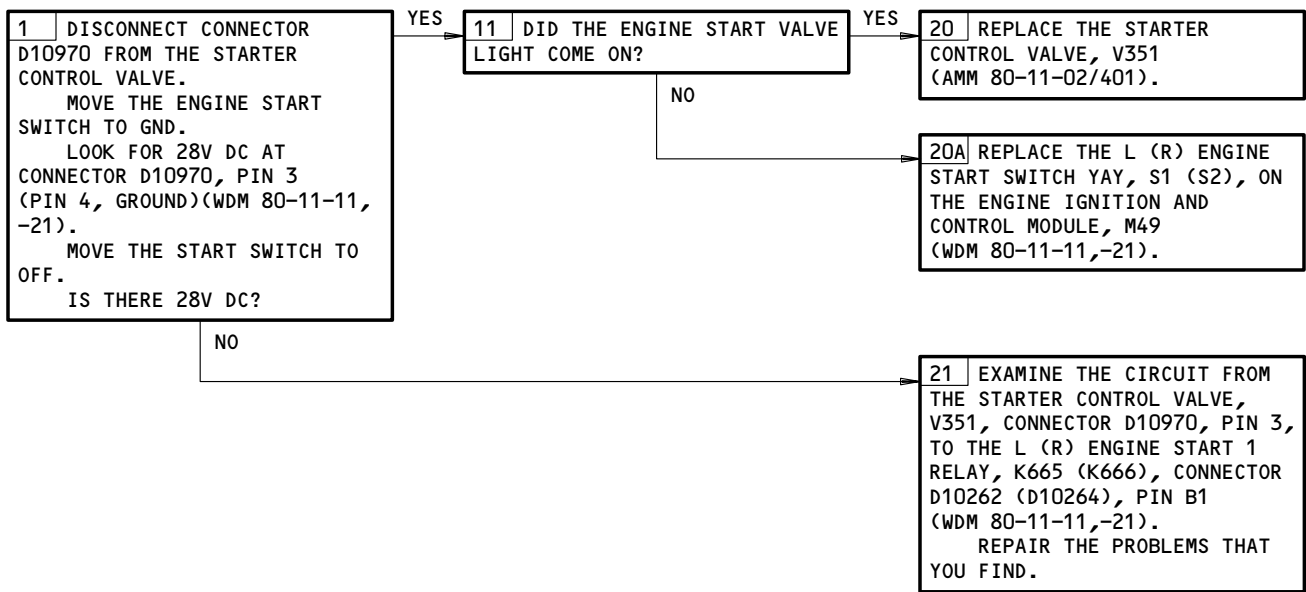 1 DISCONNECT CONNECTOR
D10970 FROM THE STARTER
CONTROL VALVE.
MOVE THE ENGINE START
SWITCH TO GND.
LOOK FOR 28V DC AT
CONNECTOR D10970, PIN 3
(PIN 4, GROUND)(WDM 80-11-11,
-21).
MOVE THE START SWITCH TO
OFF.
IS THERE 28V DC?
YES
NO
11 DID THE ENGINE START VALVE
LIGHT COME ON?
YES
NO
20 REPLACE THE STARTER
CONTROL VALVE, V351
(AMM 80-11-02/401).
20A REPLACE THE L (R) ENGINE
START SWITCH YAY, S1 (S2), ON
THE ENGINE IGNITION AND
CONTROL MODULE, M49
(WDM 80-11-11,-21).
21 EXAMINE THE CIRCUIT FROM
THE STARTER CONTROL VALVE,
V351, CONNECTOR D10970, PIN 3,
TO THE L (R) ENGINE START 1
RELAY, K665 (K666), CONNECTOR
D10262 (D10264), PIN B1
(WDM 80-11-11,-21).
REPAIR THE PROBLEMS THAT
YOU FIND.